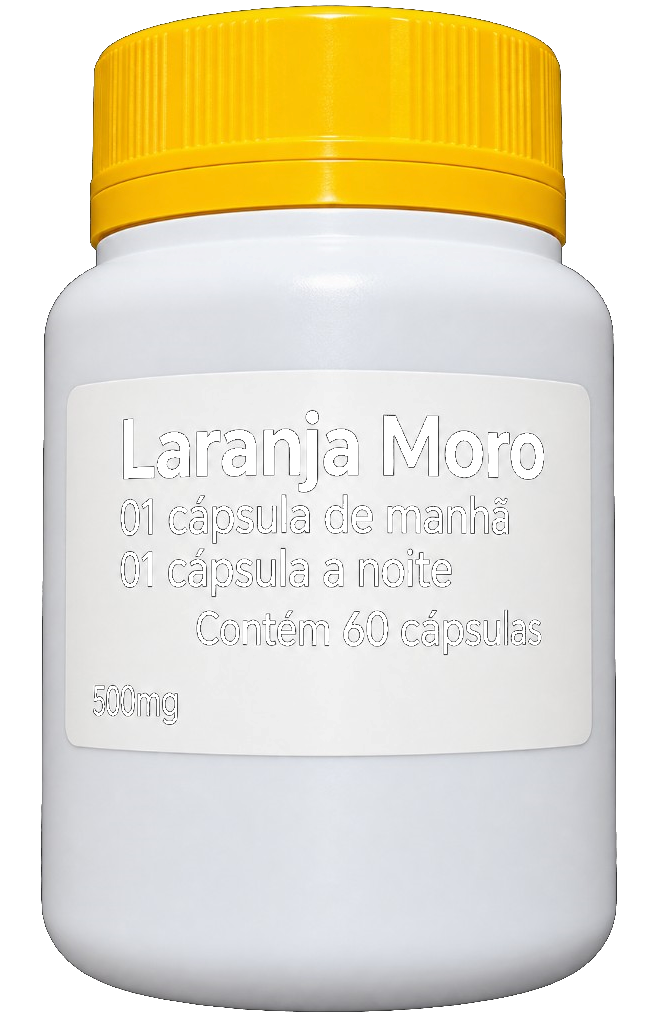 Laranja Moro
01 cápsula de manhã
01 cápsula a noite
Contém 60 cápsulas
500mg